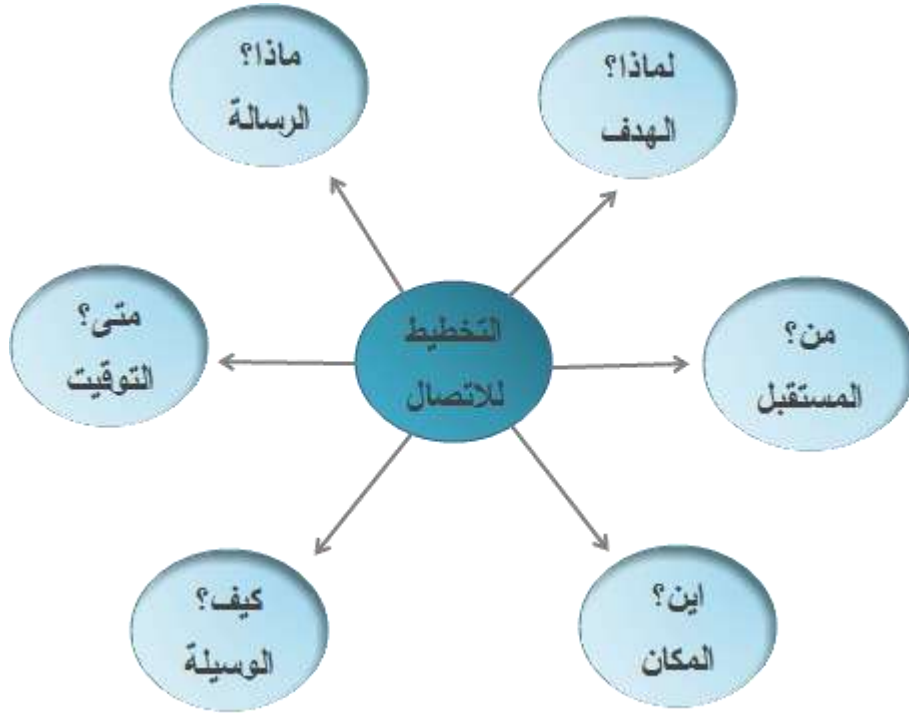 لماذا؟
الهدف
ماذا؟
الرسالة
من؟
المستقبل
التخطيط
للاتصال
متى؟
التوقيت
اين؟
المكان
كيف؟
الوسيلة